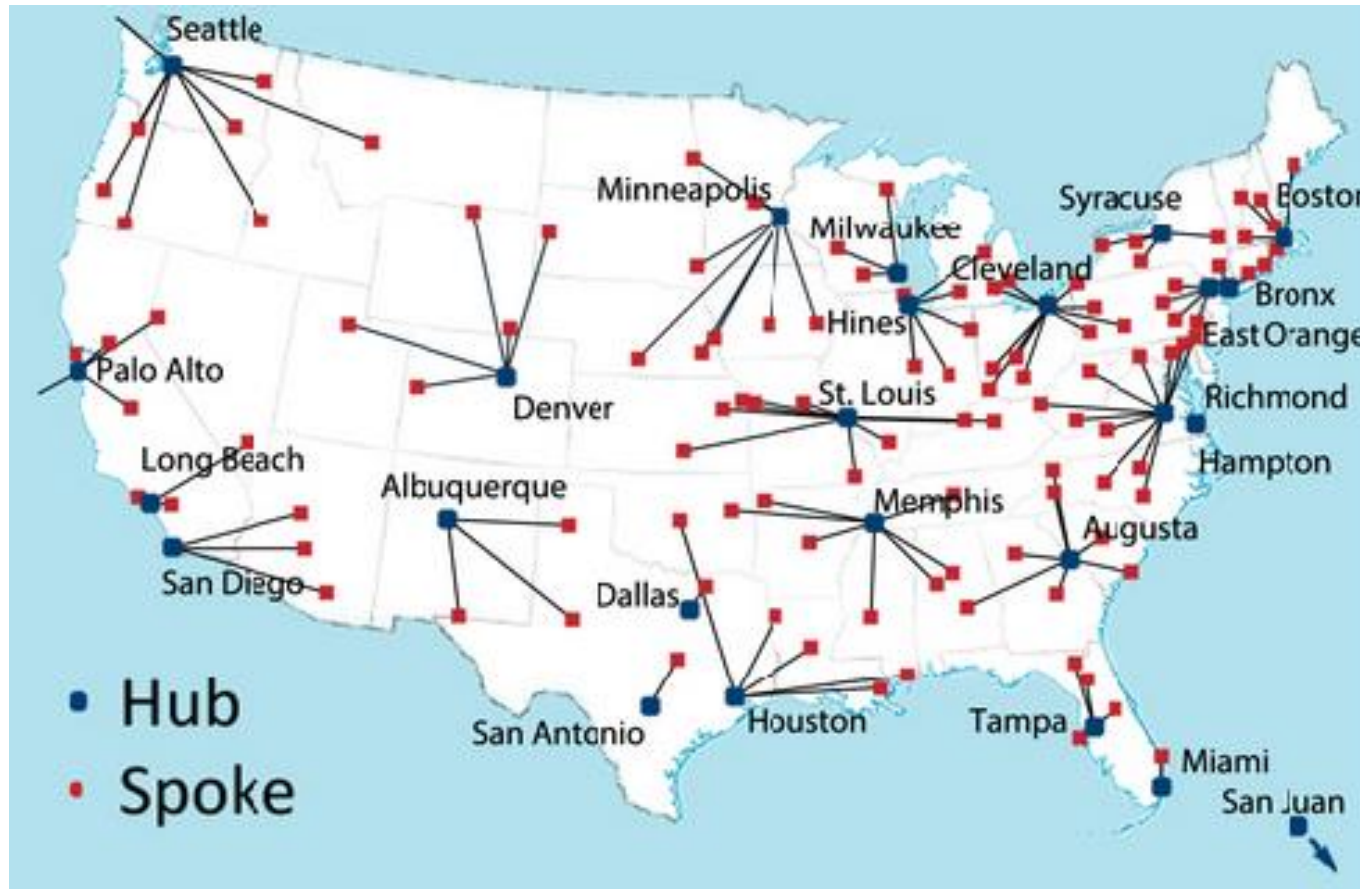 Seattle
Minneapolis
Milwaukee
Syracuse
Boston
Cleveland
Bronx
Hines
East Orange
Palo Alto
Denver
St. Louis
Richmond
Long Beach
Hampton
Albuquerque
Memphis
Augusta
San Diego
Dallas
Hub
San Antonio
Houston
Tampa
Miami
Spoke
San Juan